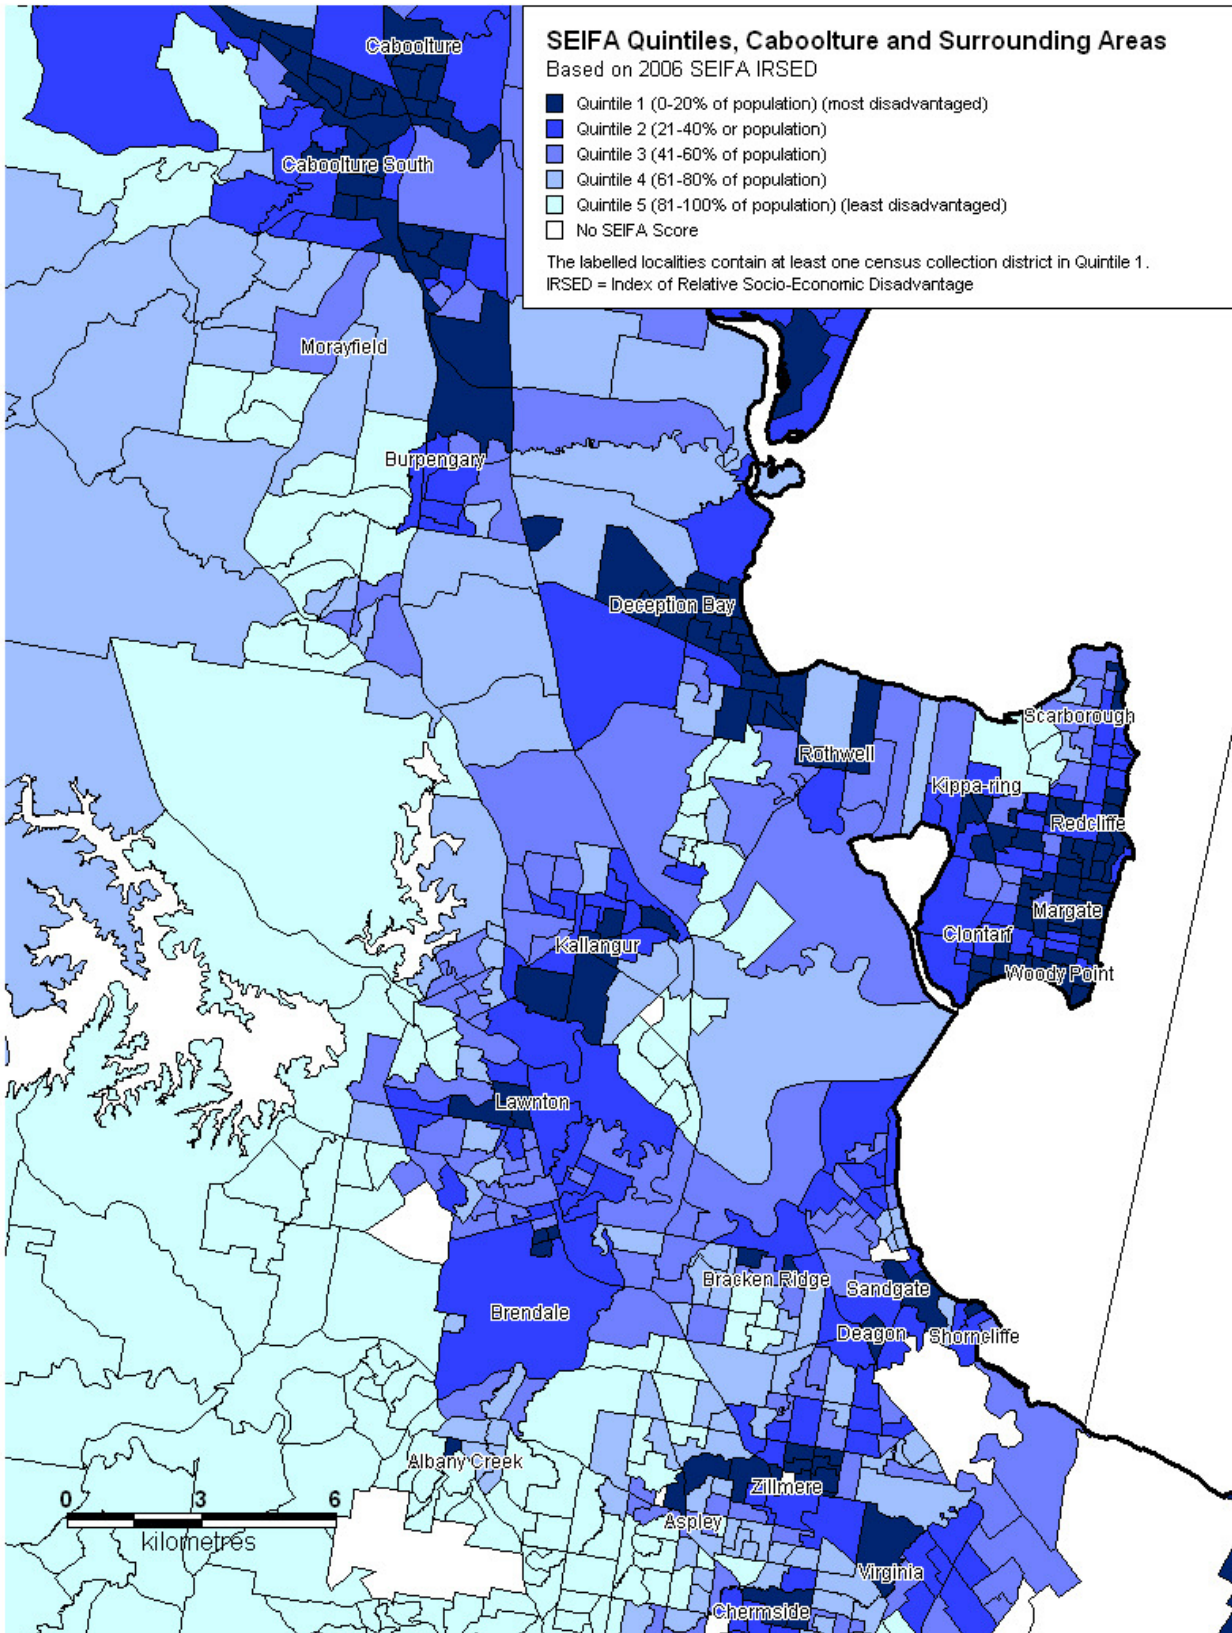 SEIFA Quintiles, Caboolture and Surrounding Areas
Based on 2006 SEIFA IRSED
Quintile 1 (0-20% of population) (most disadvantaged)
Quintile 2 (21-40% or population)
Quintile 3 (41-60% of population)
Quintile 4 (61-80% of population)
Quintile 5 (81-100% of population) (least disadvantaged)
No SEIFA Score
The labelled localities contain at least one census collection district in Quintile 1.
IRSED = Index of Relative Socio-Economic Disadvantage
Caboolture
Caboolture South
Morayfield
Burpengary
Deception Bay
Scarborough
Rothwell
Kippa-ring
Redcliffe
Margate
Clontarf
Kallangur
Woody Point
Lawnton
Bracken Ridge
Sandgate
Brendale
Deagon
Shorncliffe
Albany Creek
Zillmere
Aspley
Virginia
Chermside
0 3 6
kilometres